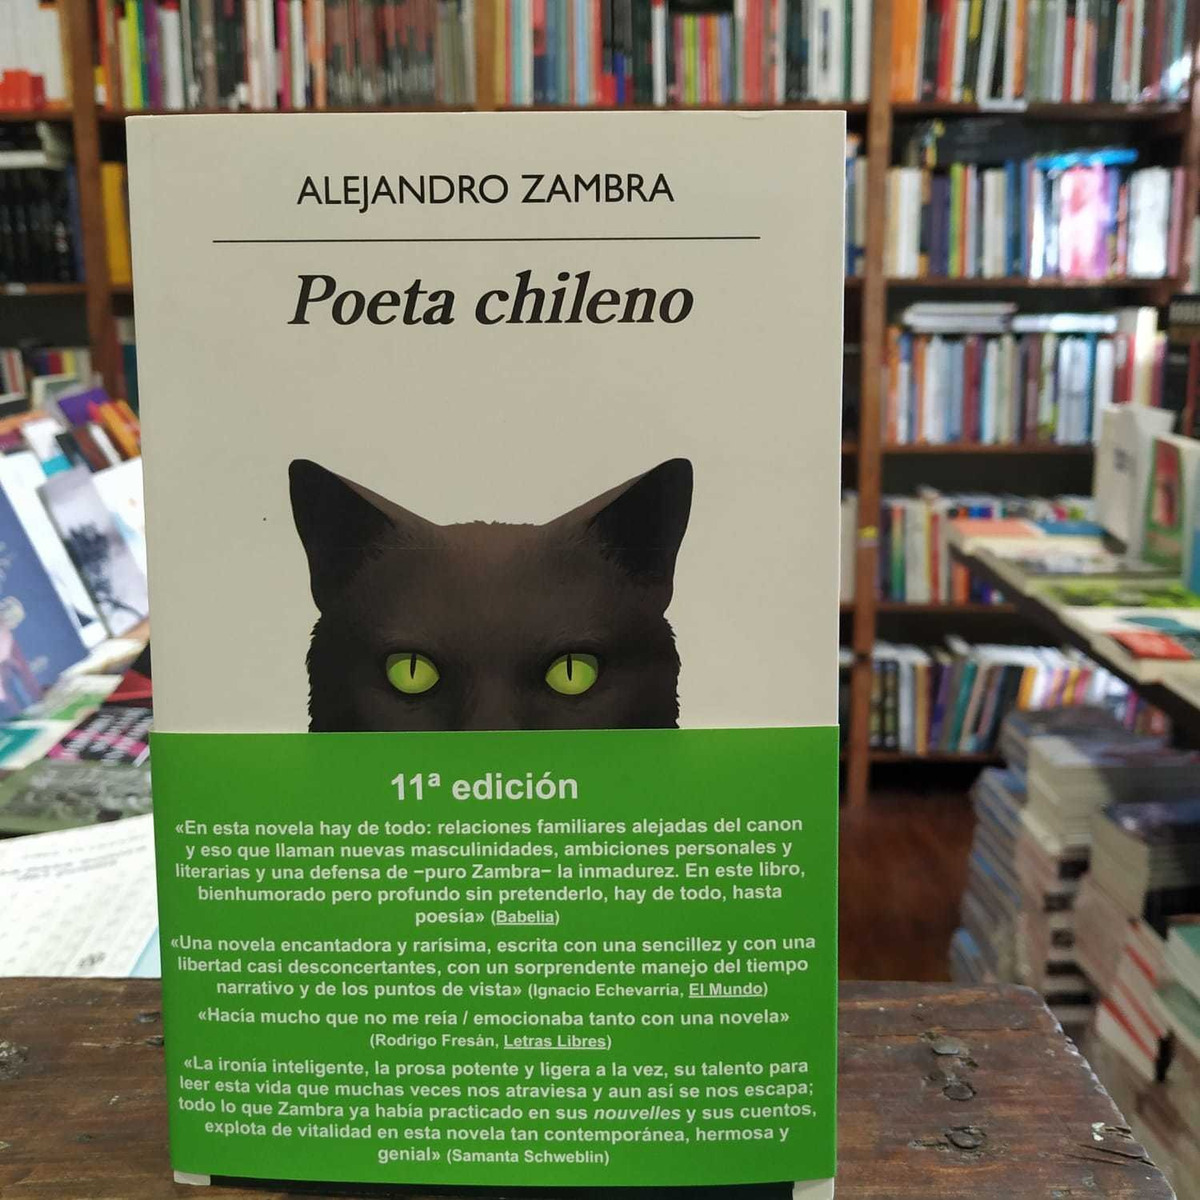 ALEJANDRO ZAMBRA
Poeta chileno
11ª edición
«En esta novela hay de todo: relaciones familiares alejadas del canon
y eso que llaman nuevas masculinidades, ambiciones personales y
literarias y una defensa de −puro Zambra− la inmadurez. En este libro,
bienhumorado pero profundo sin pretenderlo, hay de todo, hasta
poesía» (Babelia)
«Una novela encantadora y rarísima, escrita con una sencillez y con una
libertad casi desconcertantes, con un sorprendente manejo del tiempo
narrativo y de los puntos de vista» (Ignacio Echevarría, El Mundo)
«Hacía mucho que no me reía / emocionaba tanto con una novela»
(Rodrigo Fresán, Letras Libres)
«La ironía inteligente, la prosa potente y ligera a la vez, su talento para
leer esta vida que muchas veces nos atraviesa y aun así se nos escapa;
todo lo que Zambra ya había practicado en sus nouvelles y sus cuentos,
explota de vitalidad en esta novela tan contemporánea, hermosa y
genial» (Samanta Schweblin)